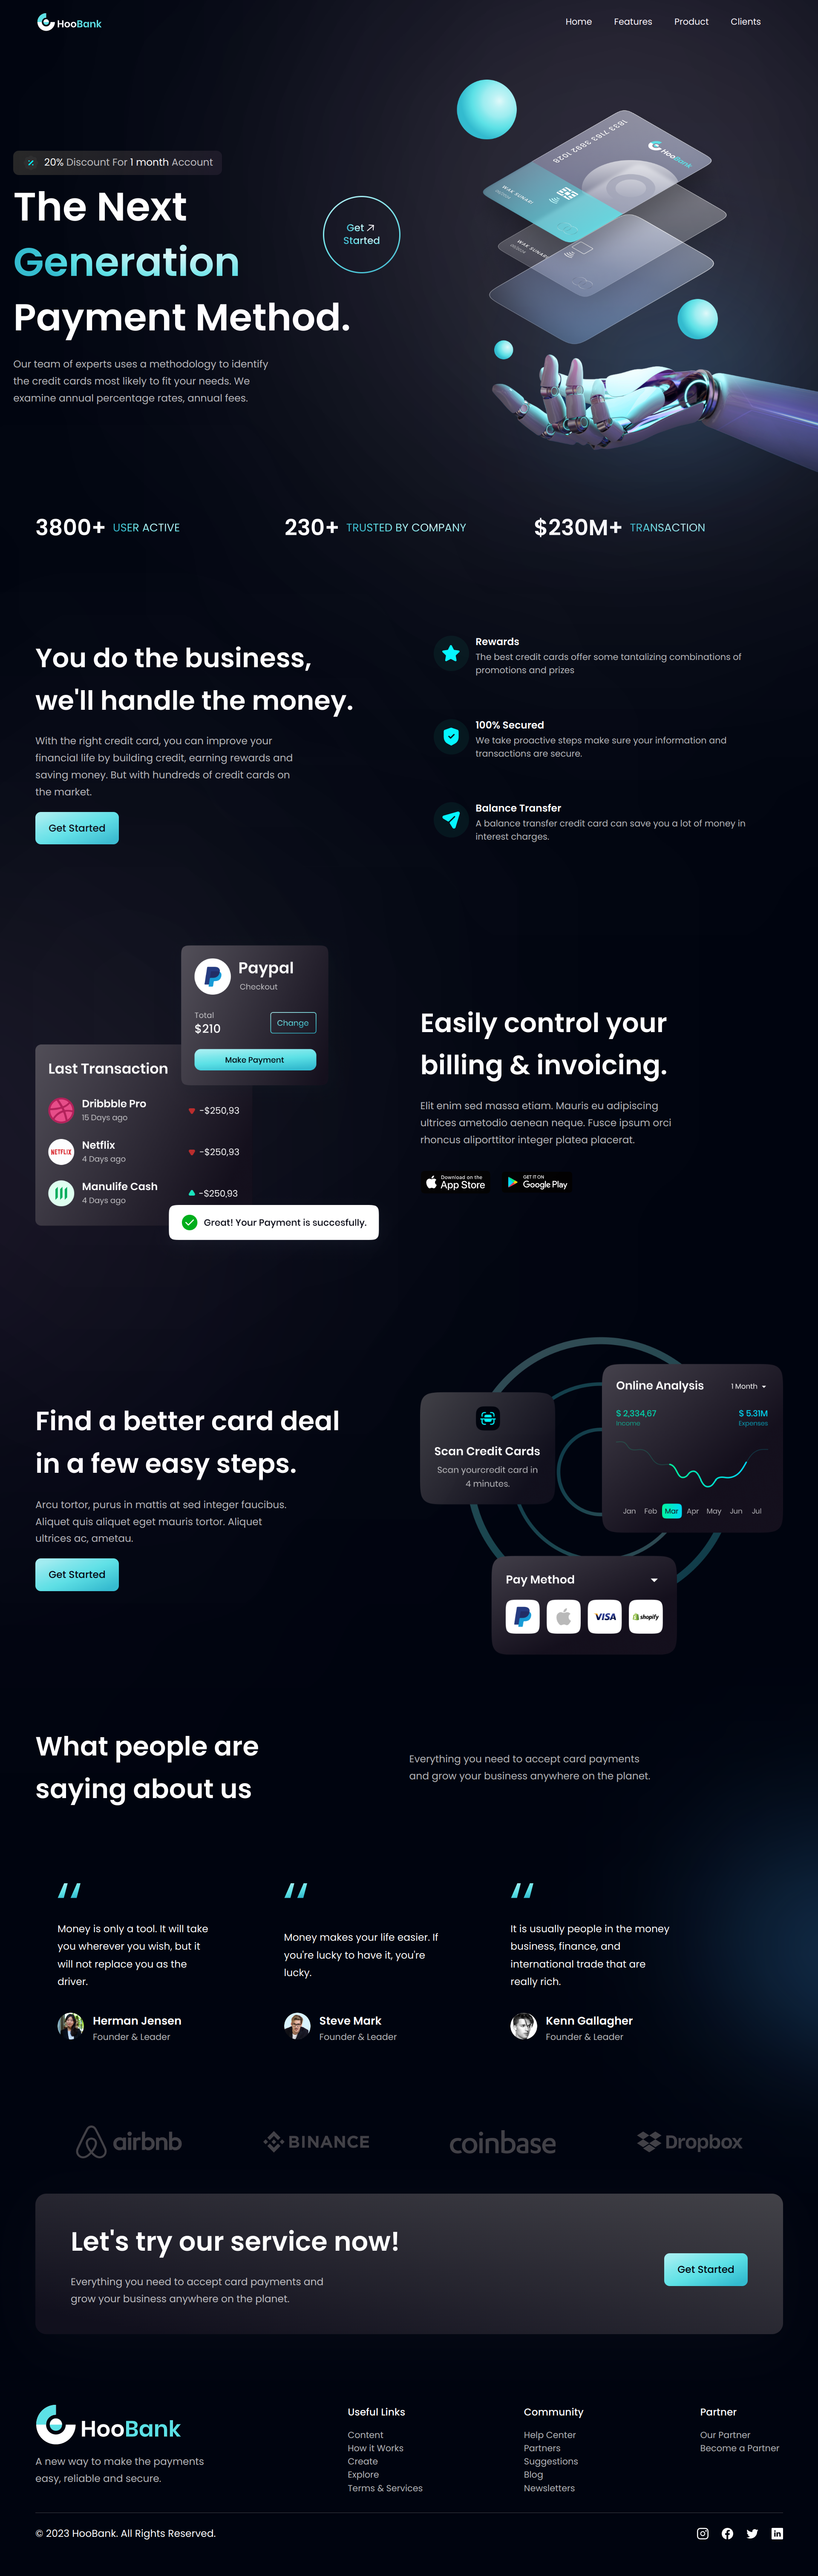 HooBank
Home
Features
Product
Clients
20% Discount For 1 month Account
The Next
Generation
Payment Method.
Get
Started
Our team of experts uses a methodology to identify
the credit cards most likely to fit your needs. We
examine annual percentage rates, annual fees.
1833 7163 3892 1028
HooBank
WAK SUNARI
WAK SUNARI
3800+ USER ACTIVE
230+ TRUSTED BY COMPANY
$230M+ TRANSACTION
You do the business,
we'll handle the money.
With the right credit card, you can improve your
financial life by building credit, earning rewards and
saving money. But with hundreds of credit cards on
the market.
Get Started
Rewards
The best credit cards offer some tantalizing combinations of
promotions and prizes
100% Secured
We take proactive steps make sure your information and
transactions are secure.
Balance Transfer
A balance transfer credit card can save you a lot of money in
interest charges.
Paypal
Checkout
Total
$210
Change
Make Payment
Last Transaction
Dribbble Pro
15 Days ago
-$250,93
NETFLIX
Netflix
4 Days ago
-$250,93
Manulife Cash
4 Days ago
-$250,93
Great! Your Payment is succesfully.
Easily control your
billing & invoicing.
Elit enim sed massa etiam. Mauris eu adipiscing
ultrices ametodio aenean neque. Fusce ipsum orci
rhoncus aliporttitor integer platea placerat.
Download on the
App Store
GET IT ON
Google Play
Find a better card deal
in a few easy steps.
Arcu tortor, purus in mattis at sed integer faucibus.
Aliquet quis aliquet eget mauris tortor. Aliquet
ultrices ac, ametau.
Get Started
Scan Credit Cards
Scan yourcredit card in
4 minutes.
Online Analysis
1 Month
$ 2,334,67
Income
$ 5.31M
Expenses
Jan Feb Mar Apr May Jun Jul
Pay Method
VISA
shopify
What people are
saying about us
Everything you need to accept card payments
and grow your business anywhere on the planet.
Money is only a tool. It will take
you wherever you wish, but it
will not replace you as the
driver.
Herman Jensen
Founder & Leader
Money makes your life easier. If
you're lucky to have it, you're
lucky.
Steve Mark
Founder & Leader
It is usually people in the money
business, finance, and
international trade that are
really rich.
Kenn Gallagher
Founder & Leader
airbnb
BINANCE
coinbase
Dropbox
Let's try our service now!
Everything you need to accept card payments and
grow your business anywhere on the planet.
Get Started
HooBank
A new way to make the payments
easy, reliable and secure.
Useful Links
Content
How it Works
Create
Explore
Terms & Services
Community
Help Center
Partners
Suggestions
Blog
Newsletters
Partner
Our Partner
Become a Partner
© 2023 HooBank. All Rights Reserved.